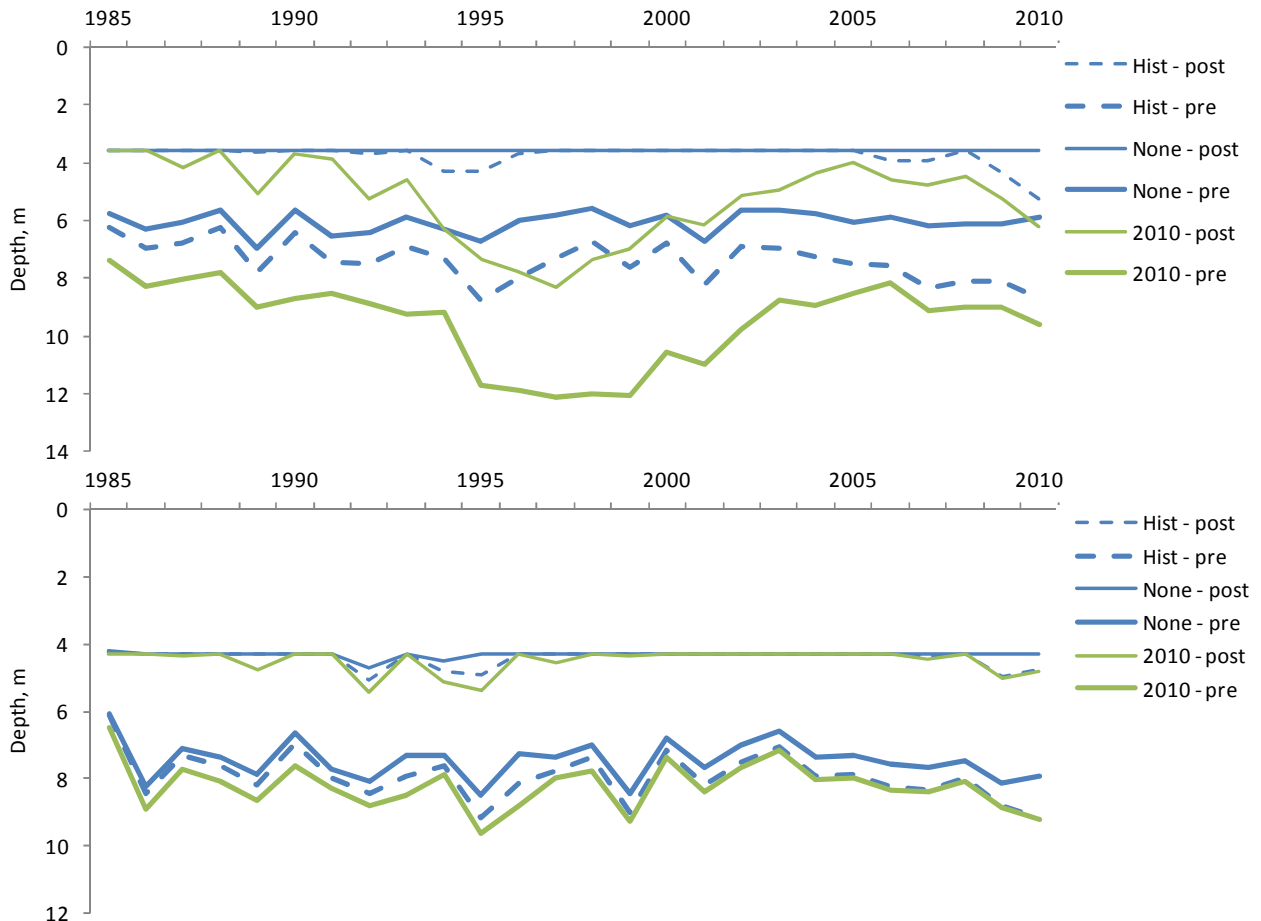 1985 1990 1995 2000 2005 2010
0
2
4
6
8
10
12
14
Depth, m
Hist - post
Hist - pre
None - post
None - pre
2010 - post
2010 - pre
1985 1990 1995 2000 2005 2010
0
2
4
6
8
10
12
Depth, m
Hist - post
Hist - pre
None - post
None - pre
2010 - post
2010 - pre